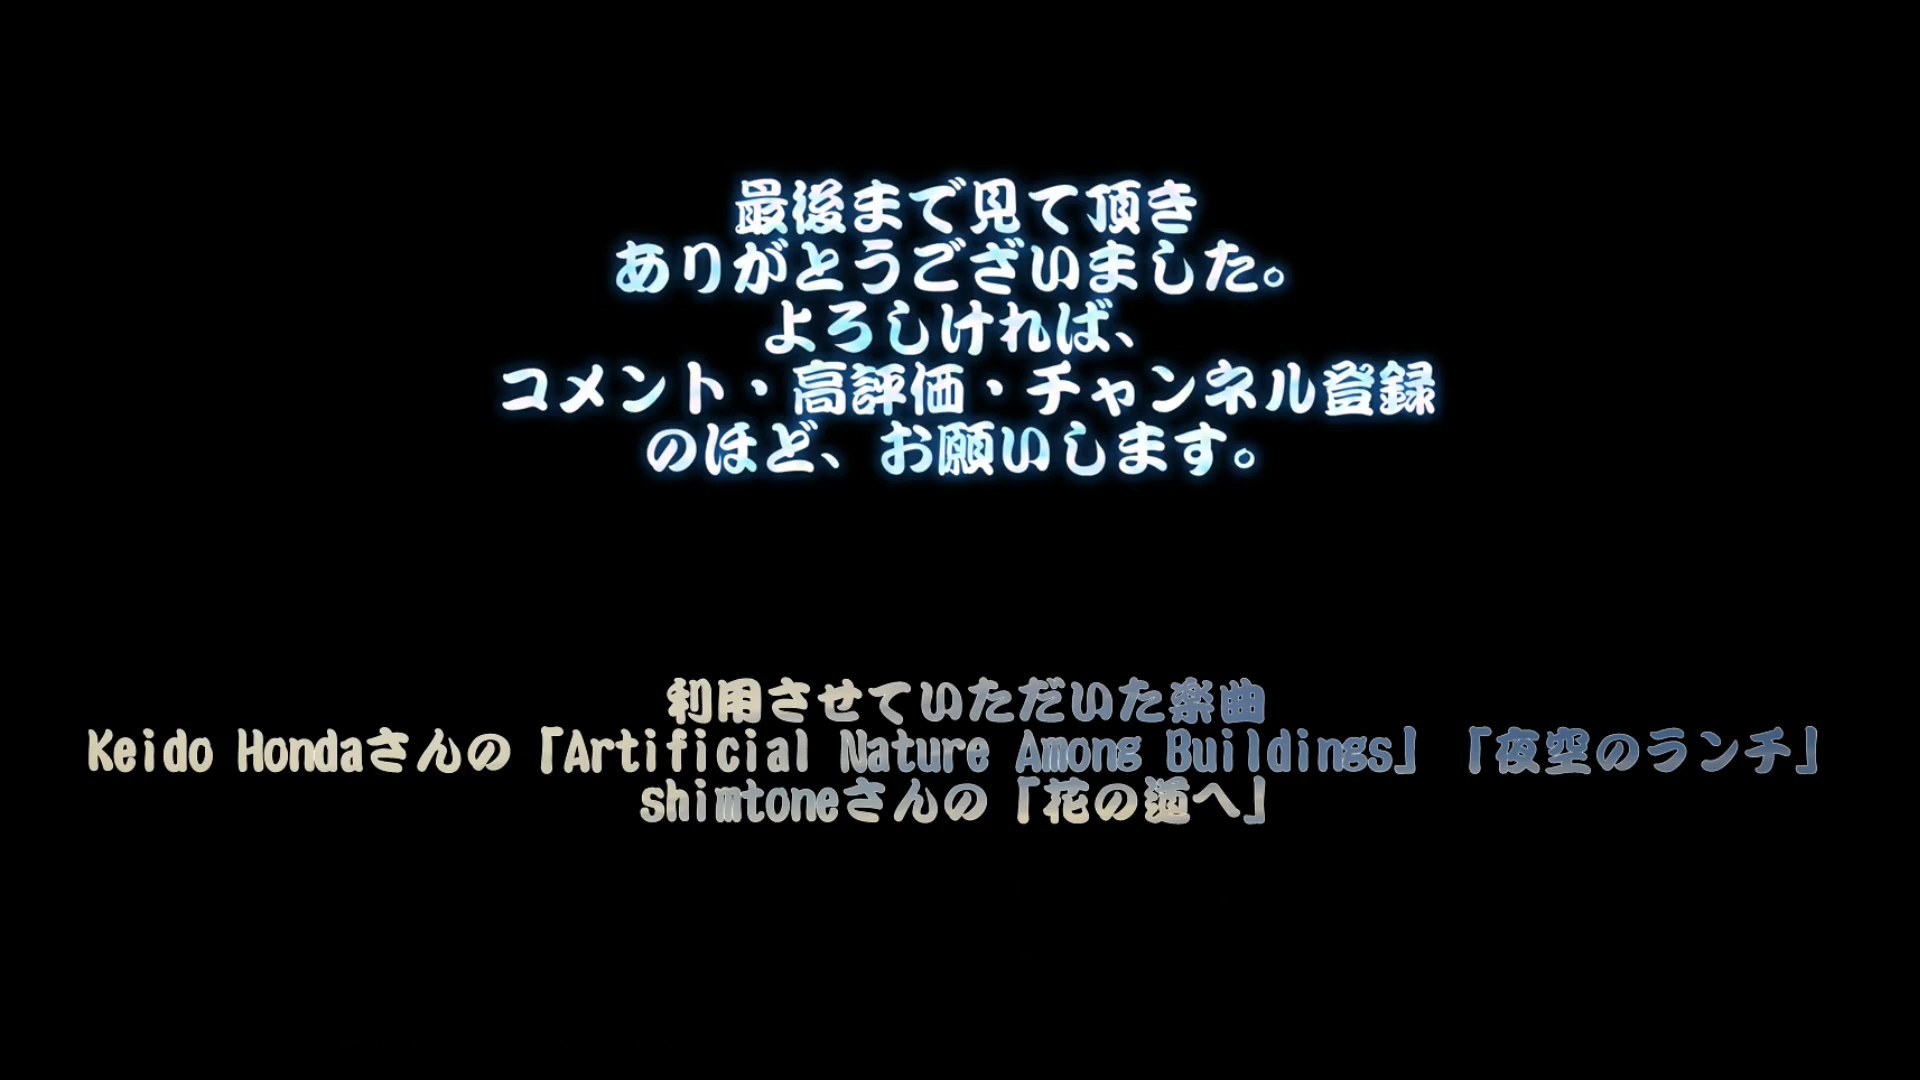 最後まで見て頂き
ありがとうございました。
よろしければ、
コメント・高評価・チャンネル登録
のほど、お願いします。
利用させていただいた楽曲
Keido Hondaさんの「Artificial Nature Among Buildings」「夜空のランチ」
shimtoneさんの「花の道へ」